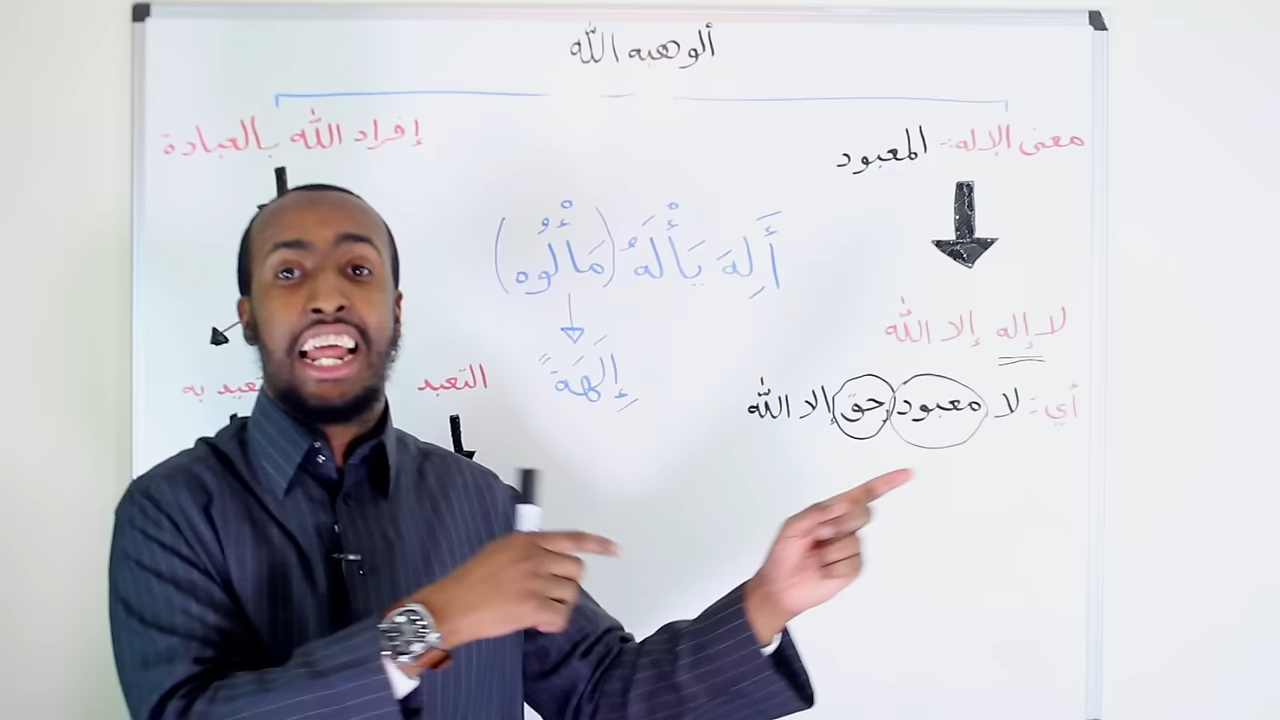 ألوهيه الله
معنى الإله:- المعبود
إفراد الله بالعبادة
أَلِهَ يَأْلَهُ (مَأْلُوه)
إِلَهَةً
لا إله إلا الله
أي: لا معبود حق إلا الله
التعبد
به